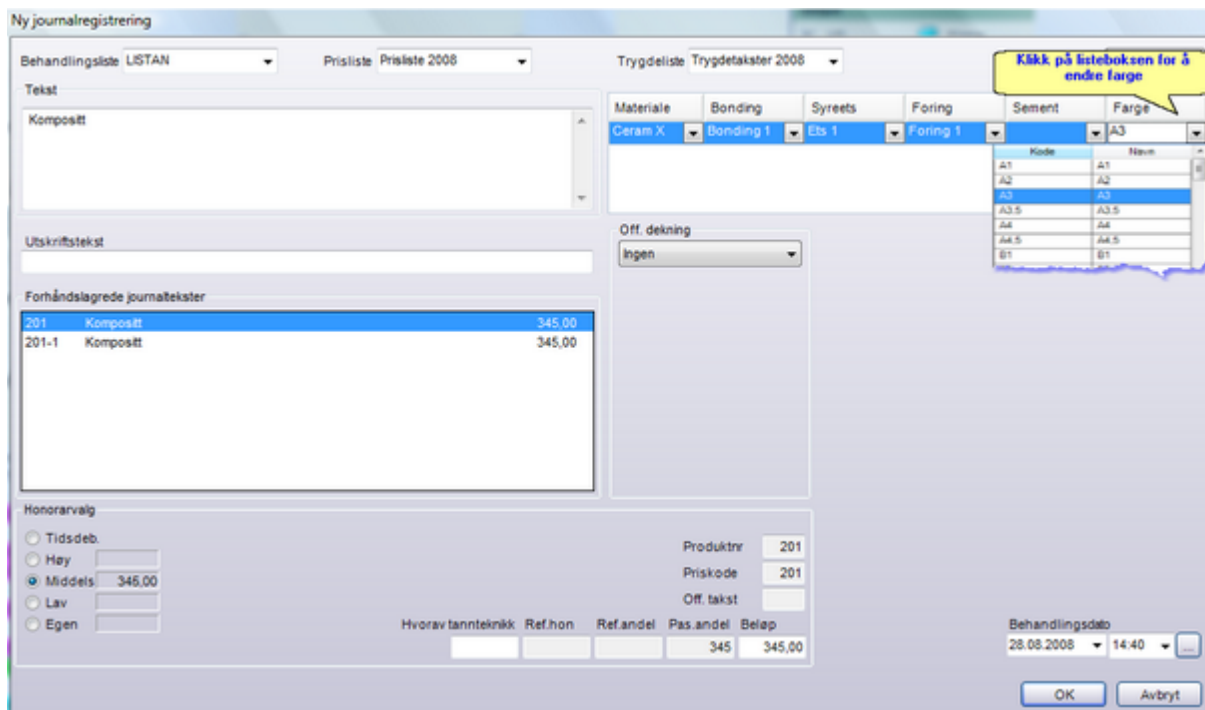 Ny journalregistrering
Behandlingsliste LISTAN Prisliste Prisliste 2008 Trygdeliste Trygdetakster 2008
Klikk på listeboksen for å
endre farge
Tekst
Kompositt
Materiale Bonding Syreets Foring Sement Farge
Ceram X Bonding 1 Ets 1 Foring 1 A3
Kode Navn
A1 A1
A2 A2
A3 A3
A3.5 A3.5
A4 A4
A4.5 A4.5
B1 B1
Utskriftstekst
Off. dekning
Ingen
Forhåndslagrede journaltekster
201 Kompositt 345,00
201-1 Kompositt 345,00
Honorarvalg
Tidsdeb.
Høy
Middels 345,00
Lav
Egen
Produktnr 201
Priskode 201
Off. takst
Hvorav tannteknikk Ref.hon Ref.andel Pas.andel Beløp
345 345,00
Behandlingsdato
28.08.2008 14:40 ...
OK Avbryt